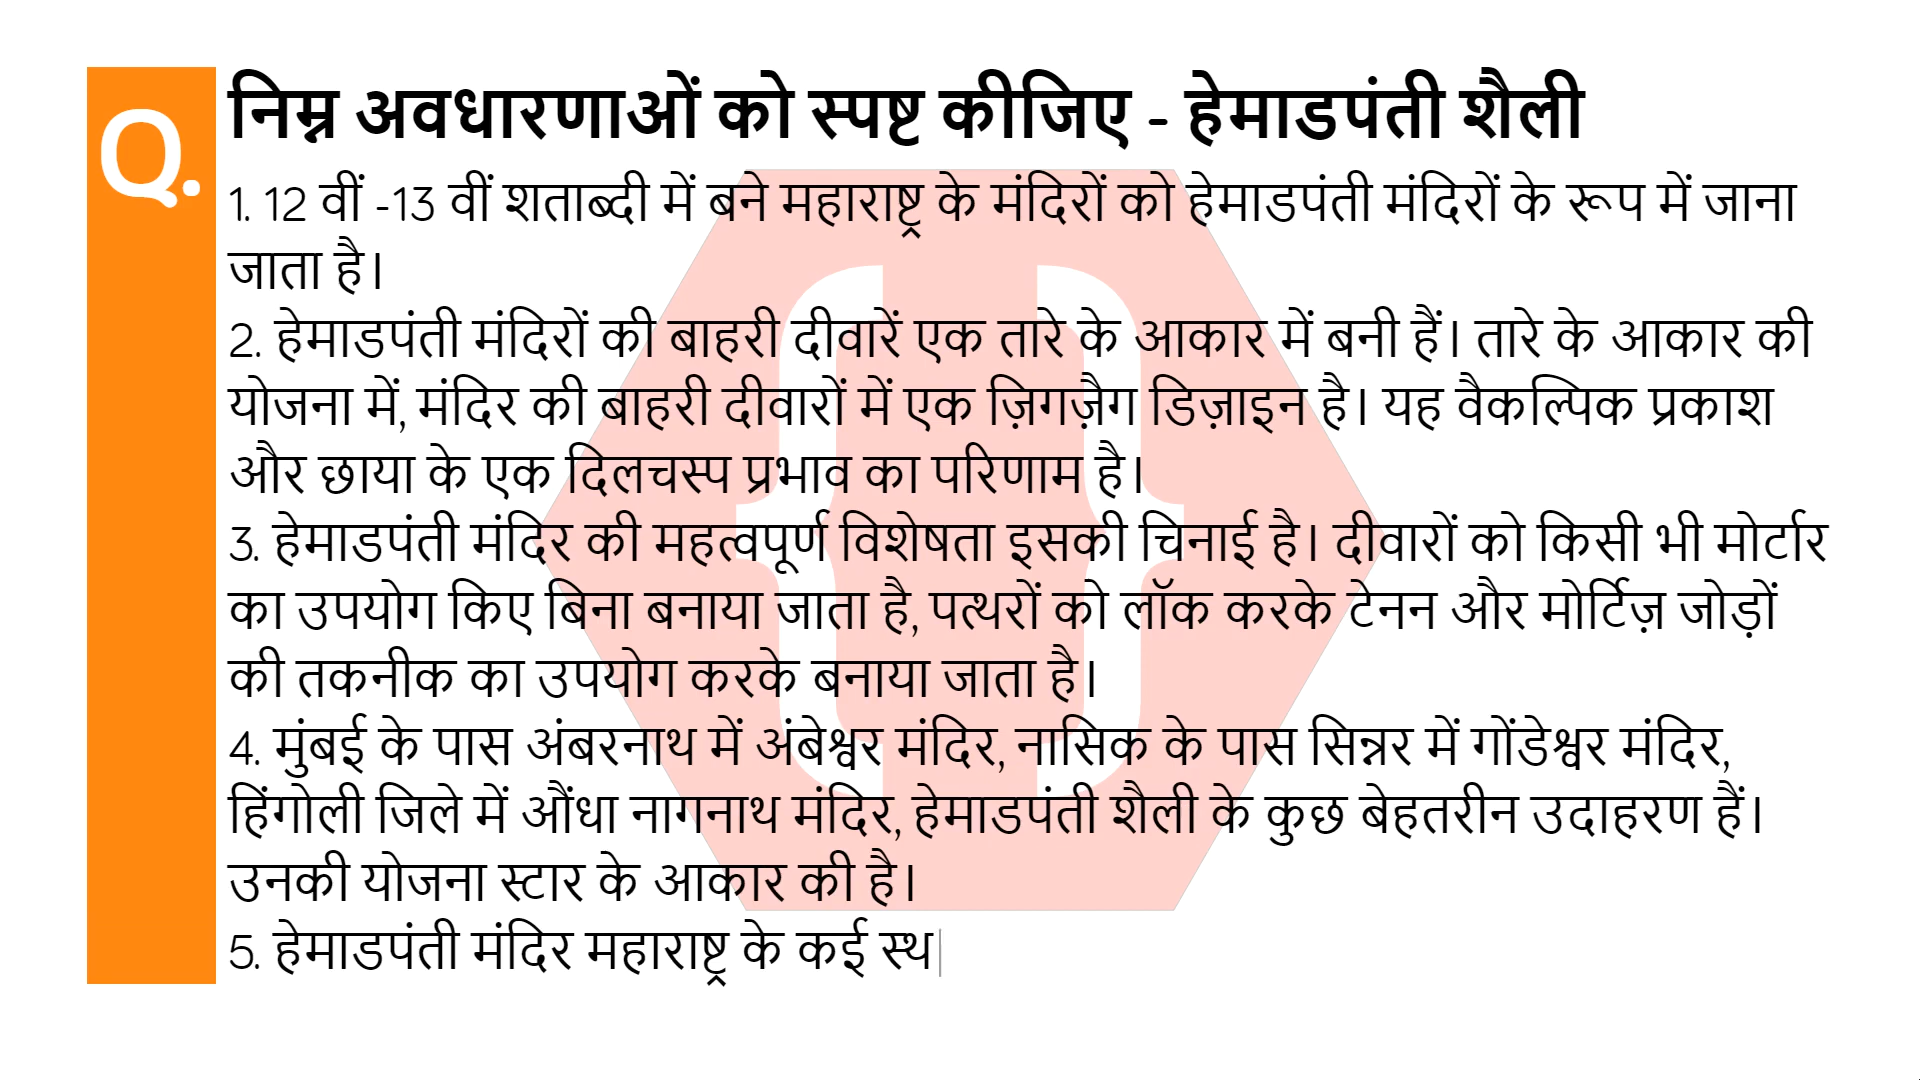 Q.
निम्न अवधारणाओं को स्पष्ट कीजिए - हेमाडपंती शैली
1. 12 वीं -13 वीं शताब्दी में बने महाराष्ट्र के मंदिरों को हेमाडपंती मंदिरों के रूप में जाना
जाता है।
2. हेमाडपंती मंदिरों की बाहरी दीवारें एक तारे के आकार में बनी हैं। तारे के आकार की
योजना में, मंदिर की बाहरी दीवारों में एक ज़िगज़ैग डिज़ाइन है। यह वैकल्पिक प्रकाश
और छाया के एक दिलचस्प प्रभाव का परिणाम है।
3. हेमाडपंती मंदिर की महत्वपूर्ण विशेषता इसकी चिनाई है। दीवारों को किसी भी मोर्टार
का उपयोग किए बिना बनाया जाता है, पत्थरों को लॉक करके टेनन और मोर्टिज़ जोड़ों
की तकनीक का उपयोग करके बनाया जाता है।
4. मुंबई के पास अंबरनाथ में अंबेश्वर मंदिर, नासिक के पास सिन्नर में गोंडेश्वर मंदिर,
हिंगोली जिले में औंधा नागनाथ मंदिर, हेमाडपंती शैली के कुछ बेहतरीन उदाहरण हैं।
उनकी योजना स्टार के आकार की है।
5. हेमाडपंती मंदिर महाराष्ट्र के कई स्थ